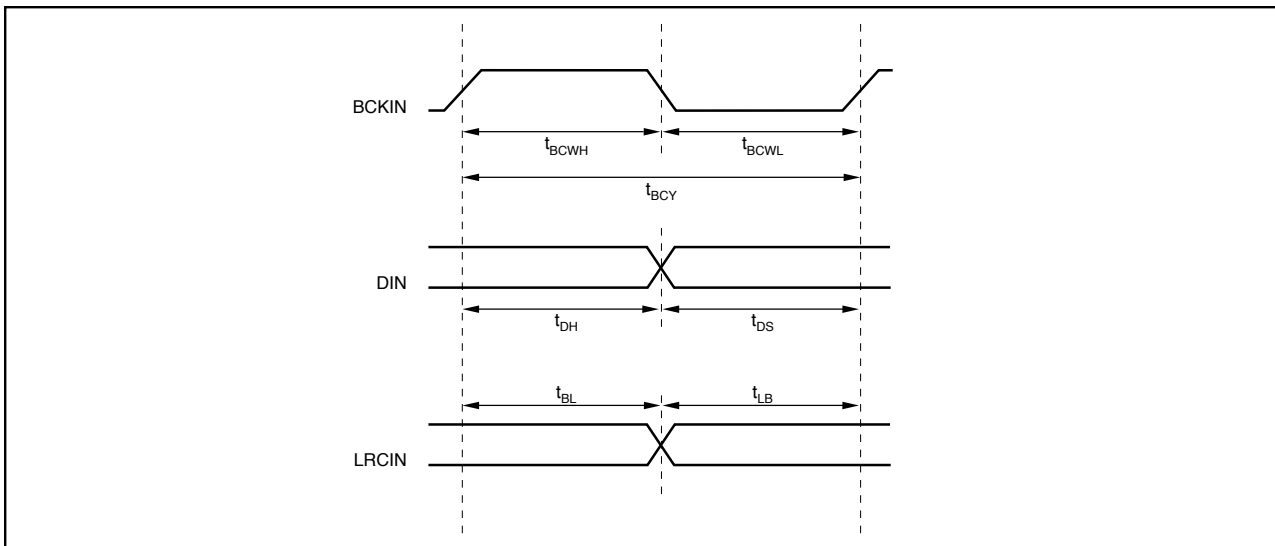 BCKIN
tBCWH tBCWL
tBCY
DIN
tDH tDS
tBL tLB
LRCIN